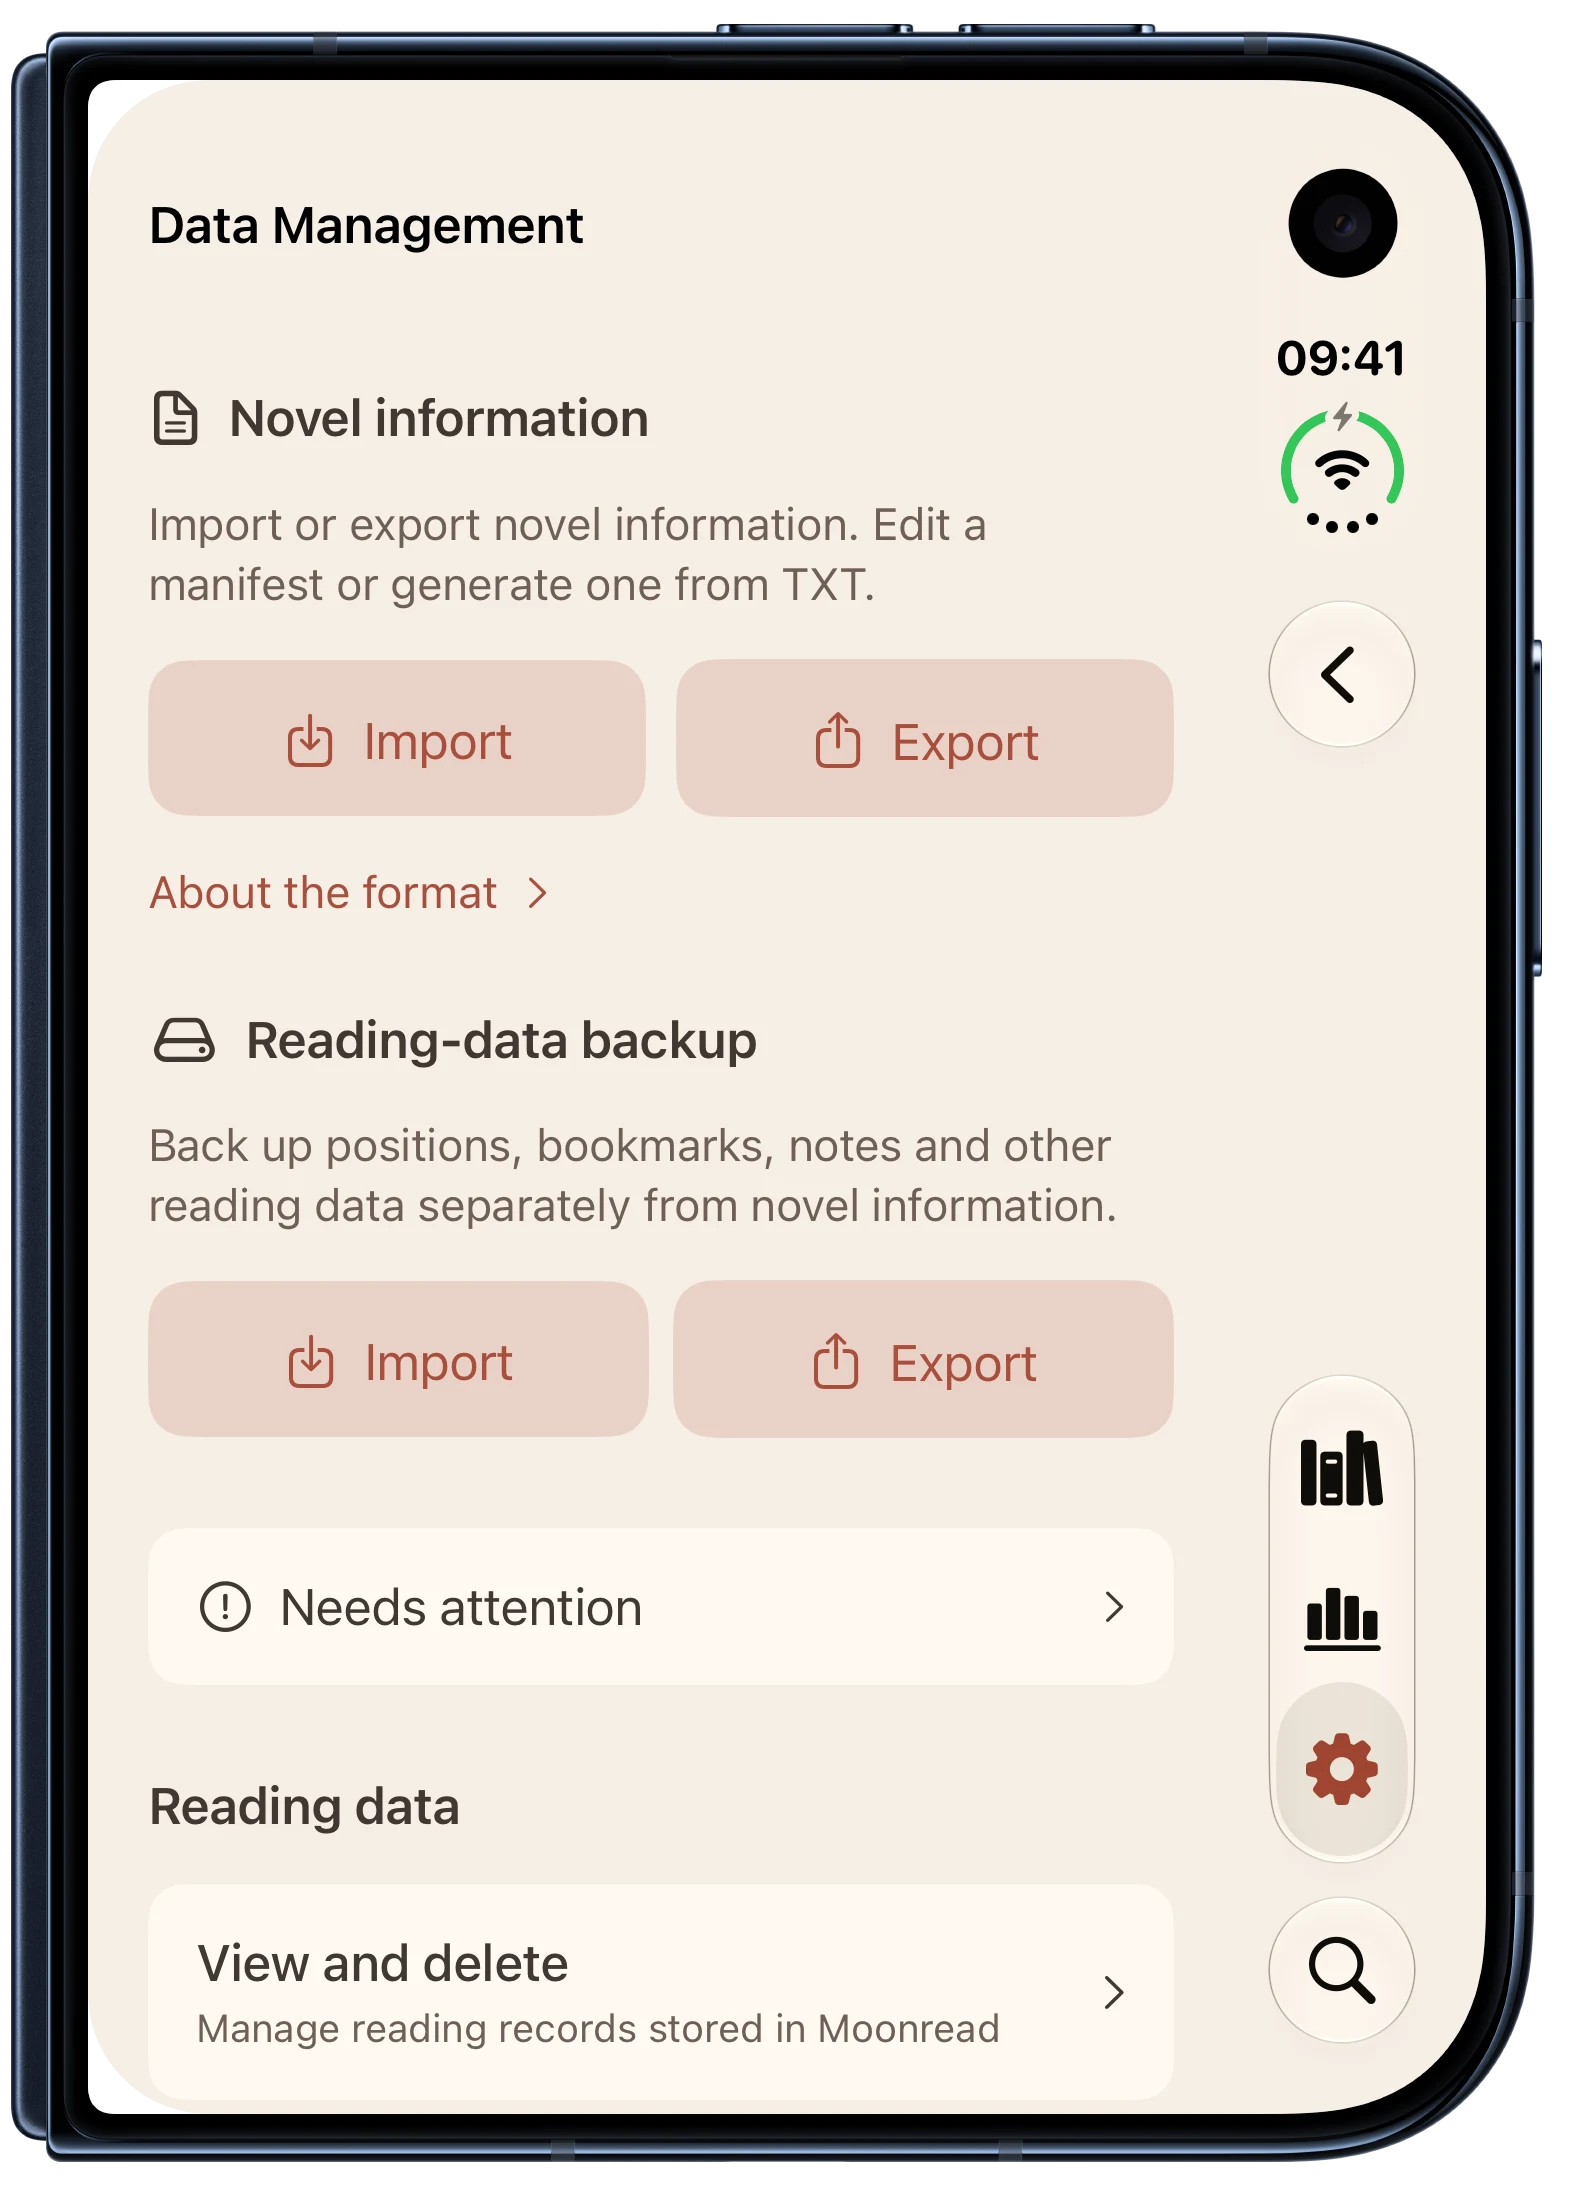 Data Management
09:41
Novel information
Import or export novel information. Edit a
manifest or generate one from TXT.
Import
Export
About the format
Reading-data backup
Back up positions, bookmarks, notes and other
reading data separately from novel information.
Import
Export
Needs attention
Reading data
View and delete
Manage reading records stored in Moonread